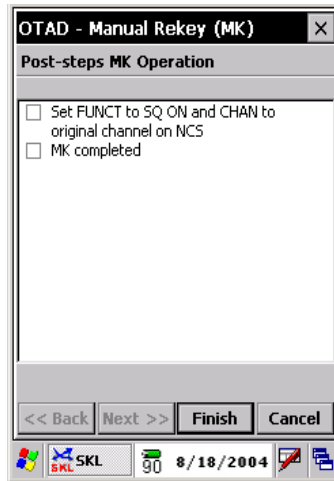 OTAD - Manual Rekey (MK)
Post-steps MK Operation
Set FUNCT to SQ ON and CHAN to
original channel on NCS
MK completed
<< Back Next >> Finish Cancel
SKL SKL 90 8/18/2004